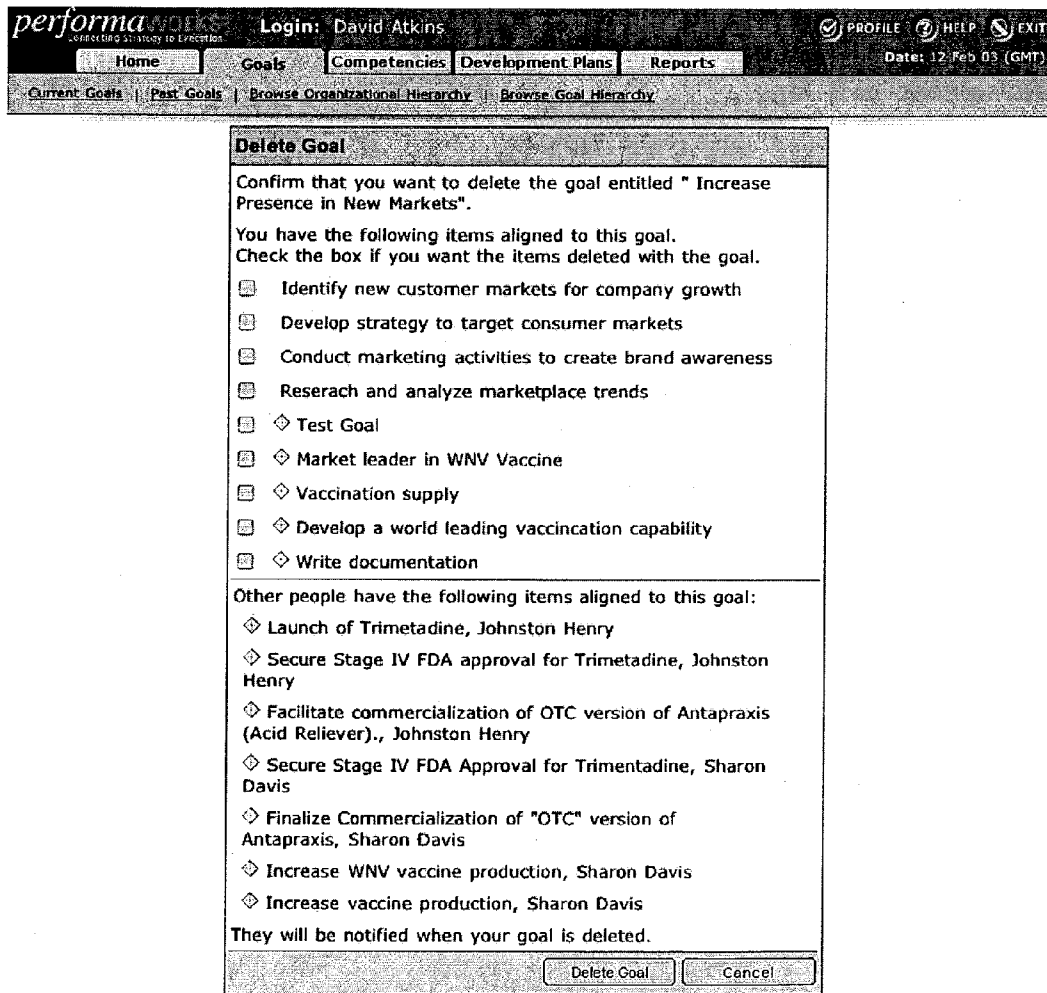 performaworks Login: David Atkins PROFILE HELP EXIT
Connecting Strategy to Execution
Home Goals Competencies Development Plans Reports Date: 12 Feb 03 (GMT)
Current Goals | Past Goals | Browse Organizational Hierarchy | Browse Goal Hierarchy
Delete Goal
Confirm that you want to delete the goal entitled " Increase
Presence in New Markets".
You have the following items aligned to this goal.
Check the box if you want the items deleted with the goal.
Identify new customer markets for company growth
Develop strategy to target consumer markets
Conduct marketing activities to create brand awareness
Reserach and analyze marketplace trends
Test Goal
Market leader in WNV Vaccine
Vaccination supply
Develop a world leading vaccincation capability
Write documentation
Other people have the following items aligned to this goal:
Launch of Trimetadine, Johnston Henry
Secure Stage IV FDA approval for Trimetadine, Johnston
Henry
Facilitate commercialization of OTC version of Antapraxis
(Acid Reliever)., Johnston Henry
Secure Stage IV FDA Approval for Trimentadine, Sharon
Davis
Finalize Commercialization of "OTC" version of
Antapraxis, Sharon Davis
Increase WNV vaccine production, Sharon Davis
Increase vaccine production, Sharon Davis
They will be notified when your goal is deleted.
Delete Goal Cancel